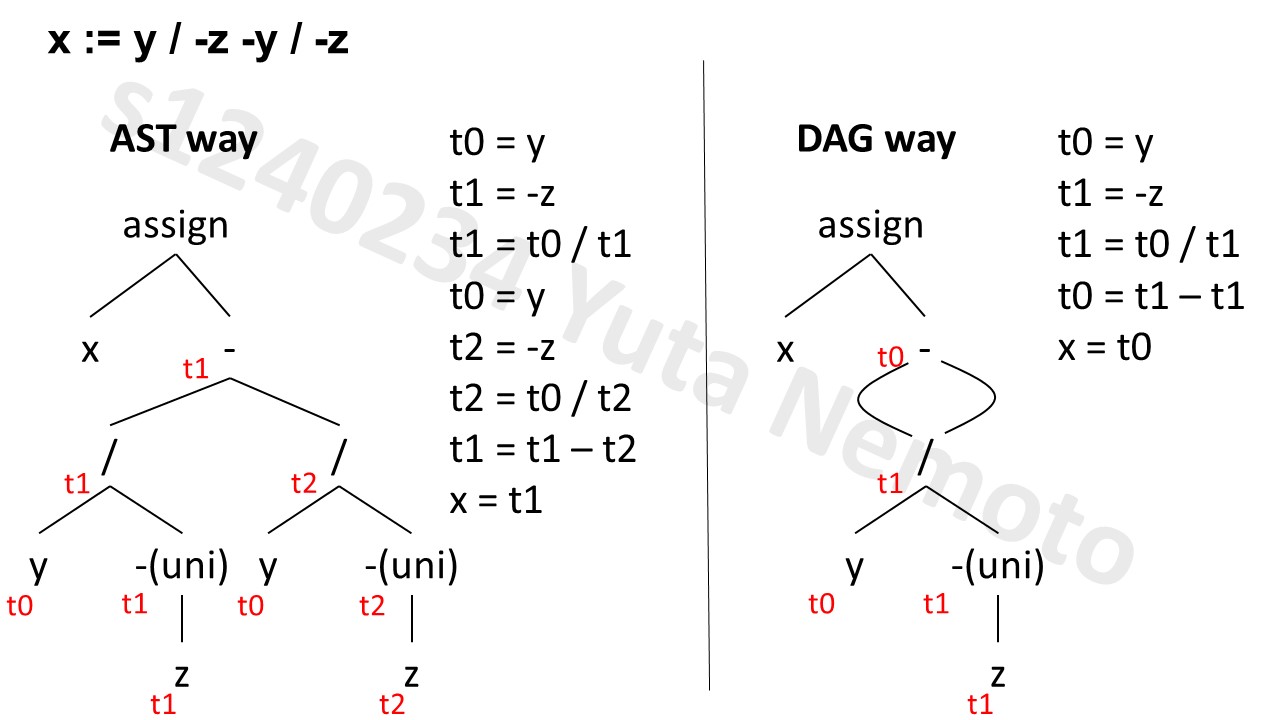 x := y / -z -y / -z
s1240234 Yuta Nemoto
AST way
assign
x
-
t1
/
/
t1
t2
y
-(uni)
y
-(uni)
t0
t1
t0
t2
z
z
t1
t2
t0 = y
t1 = -z
t1 = t0 / t1
t0 = y
t2 = -z
t2 = t0 / t2
t1 = t1 – t2
x = t1
DAG way
assign
x
t0
-
/
t1
y
-(uni)
t0
t1
z
t1
t0 = y
t1 = -z
t1 = t0 / t1
t0 = t1 – t1
x = t0